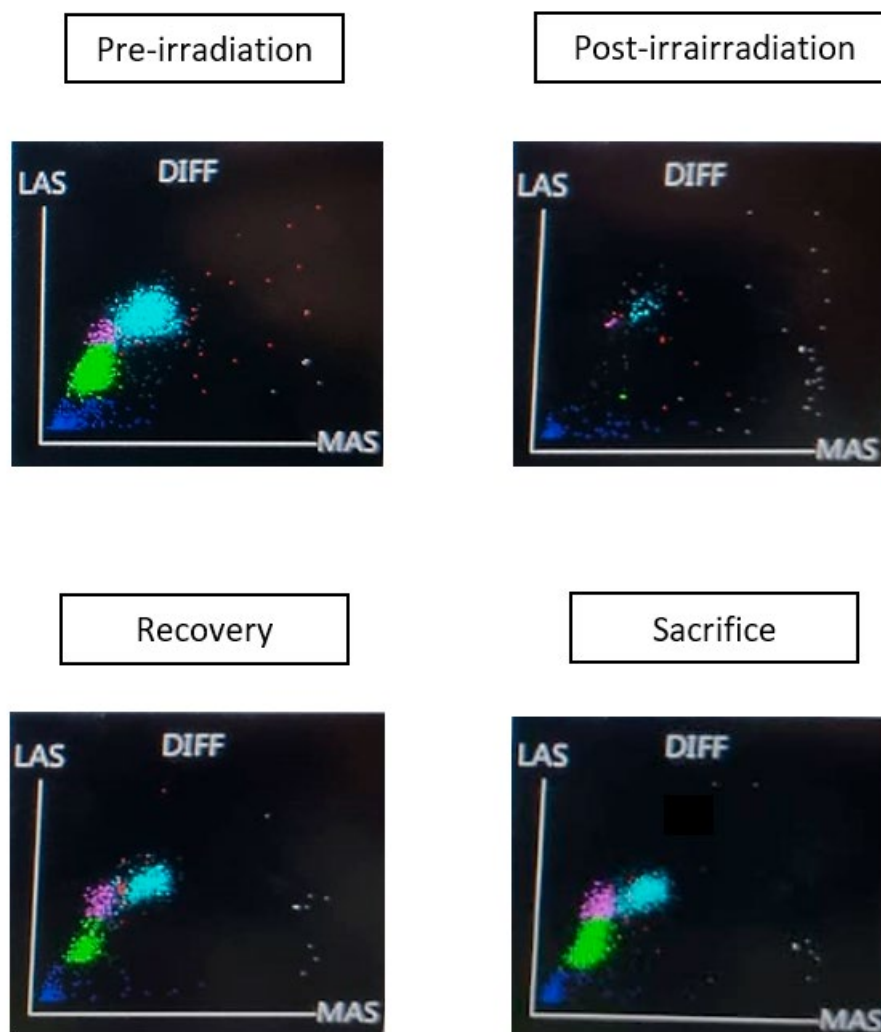 Pre-irradiation
Post-irrairradiation
DIFF
LAS
MAS
DIFF
LAS
MAS
Recovery
Sacrifice
DIFF
LAS
MAS
DIFF
LAS
MAS